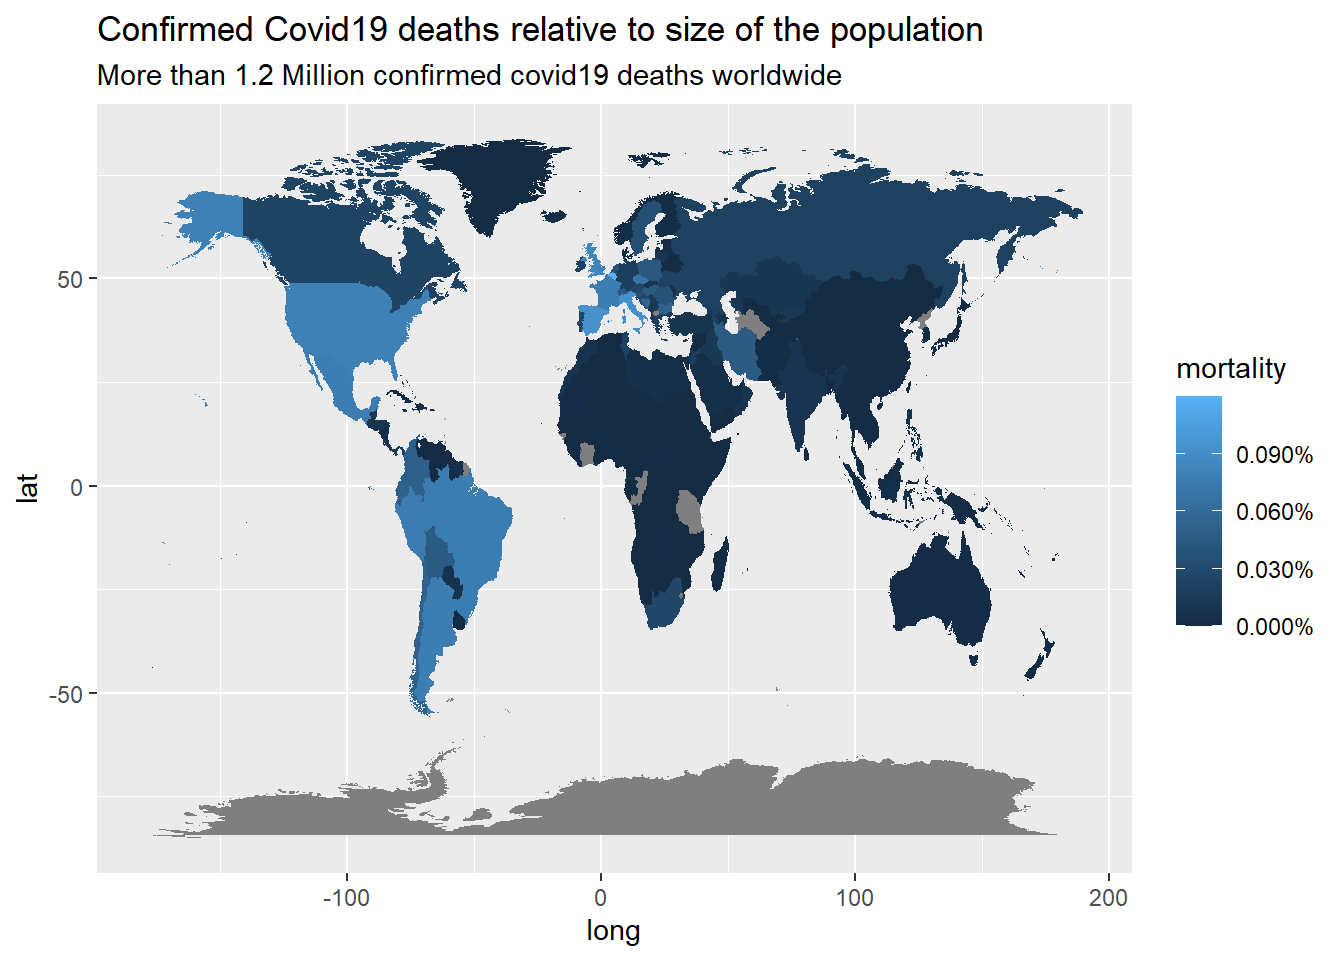 Confirmed Covid19 deaths relative to size of the population
More than 1.2 Million confirmed covid19 deaths worldwide
50
0
-50
lat
-100
0
100
200
long
mortality
0.090%
0.060%
0.030%
0.000%